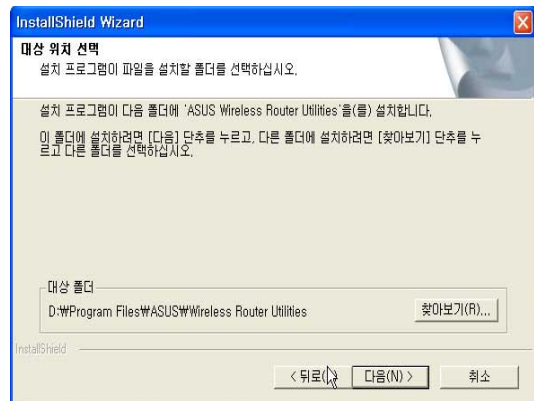 InstallShield Wizard
대상 위치 선택
설치 프로그램이 파일을 설치할 폴더를 선택하십시오.
설치 프로그램이 다음 폴더에 'ASUS Wireless Router Utilities'을(를) 설치합니다.
이 폴더에 설치하려면 [다음] 단추를 누르고, 다른 폴더에 설치하려면 [찾아보기] 단추를 누
르고 다른 폴더를 선택하십시오.
대상 폴더
D:₩Program Files₩ASUS₩Wireless Router Utilities
찾아보기(R)...
InstallShield
< 뒤로(
다음(N) >
취소